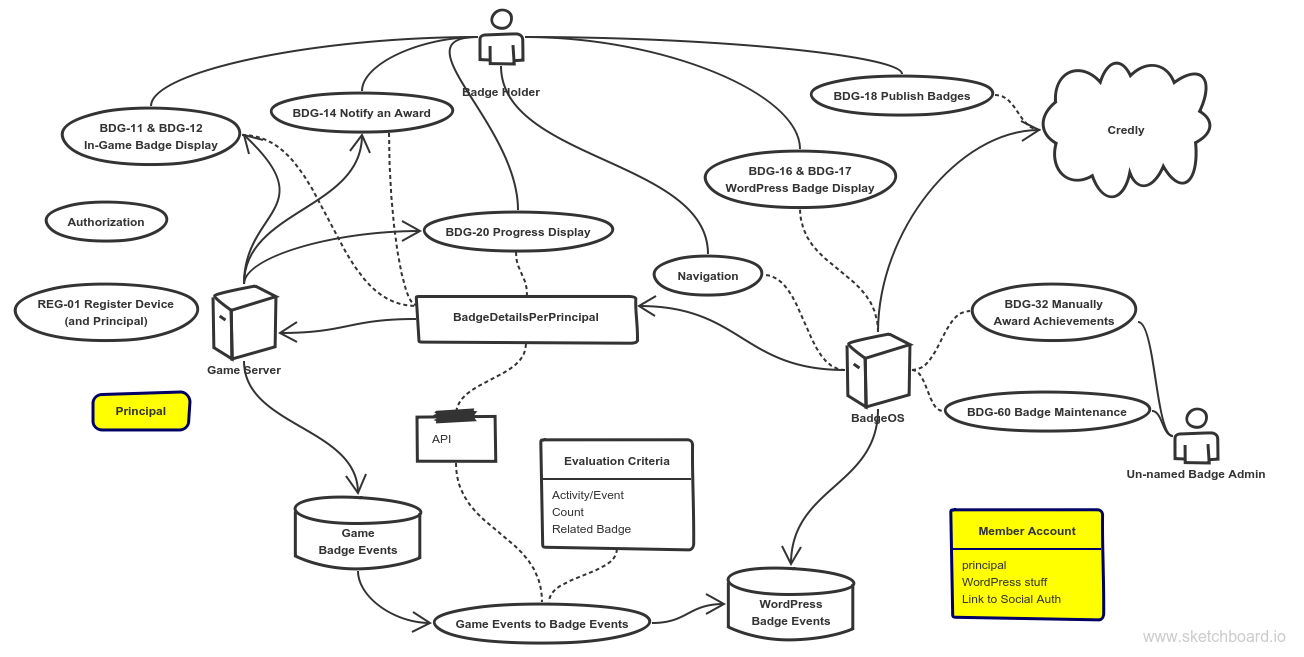 Badge Holder
BDG-18 Publish Badges
Credly
BDG-14 Notify an Award
BDG-11 & BDG-12
In-Game Badge Display
BDG-16 & BDG-17
WordPress Badge Display
Authorization
BDG-20 Progress Display
Navigation
REG-01 Register Device
(and Principal)
BadgeDetailsPerPrincipal
BDG-32 Manually
Award Achievements
Game Server
BadgeOS
Principal
BDG-60 Badge Maintenance
API
Evaluation Criteria
Activity/Event
Count
Related Badge
Un-named Badge Admin
Game
Badge Events
Member Account
principal
WordPress stuff
Link to Social Auth
Game Events to Badge Events
WordPress
Badge Events
www.sketchboard.io